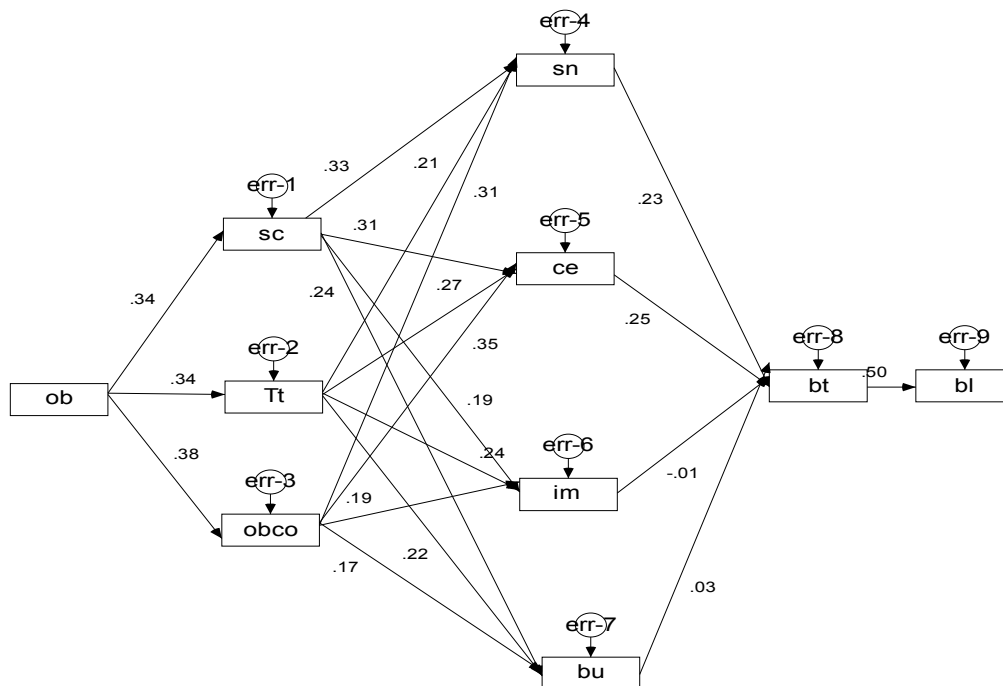 err-4
sn
.33
.21
.31
.23
err-1
sc
.31
err-5
ce
.24
.27
.34
.25
.35
err-2
Tt
err-8
bt
.50
err-9
bl
ob
.34
.19
.38
.24
err-6
im
-.01
err-3
obco
.19
.22
.17
.03
err-7
bu